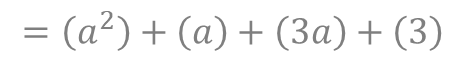 = (a²) + (a) + (3a) + (3)